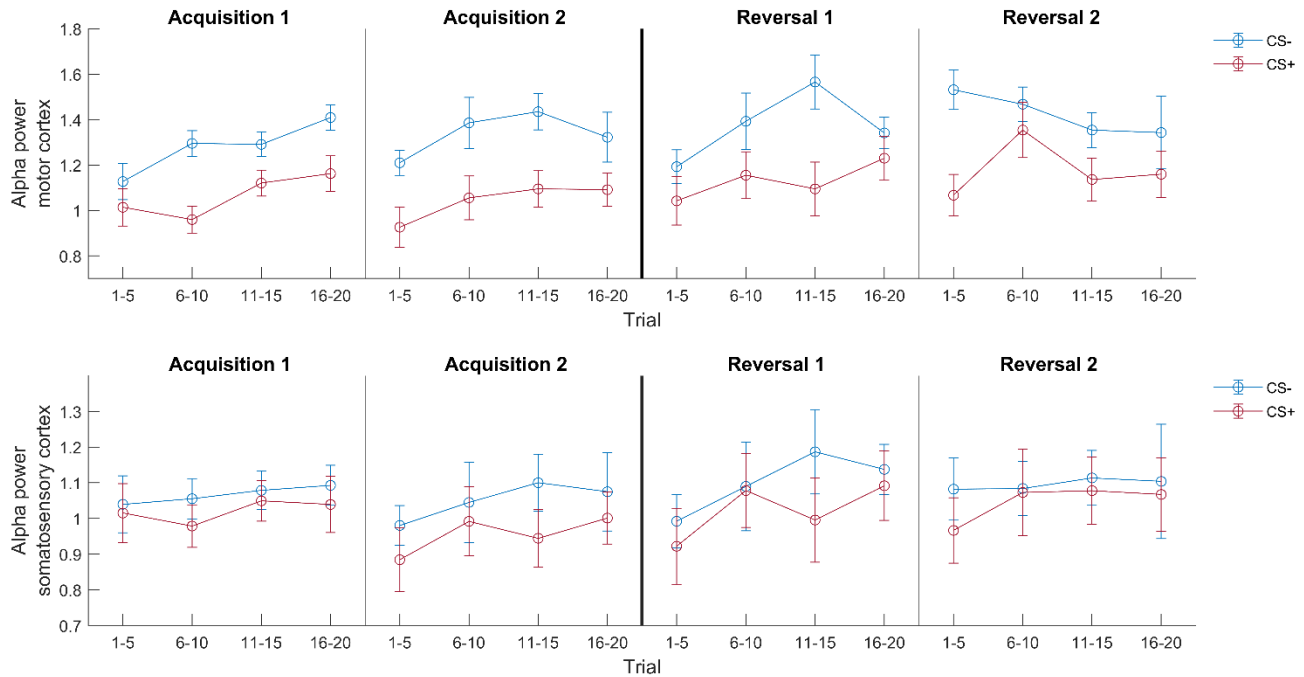 Acquisition 1 Acquisition 2 Reversal 1 Reversal 2
1.8
1.6
1.4
1.2
1
0.8
Alpha power
motor cortex
CS-
CS+
1-5 6-10 11-15 16-20 1-5 6-10 11-15 16-20 1-5 6-10 11-15 16-20 1-5 6-10 11-15 16-20
Trial
Acquisition 1 Acquisition 2 Reversal 1 Reversal 2
1.3
1.2
1.1
1
0.9
0.8
0.7
Alpha power
somatosensory cortex
CS-
CS+
1-5 6-10 11-15 16-20 1-5 6-10 11-15 16-20 1-5 6-10 11-15 16-20 1-5 6-10 11-15 16-20
Trial